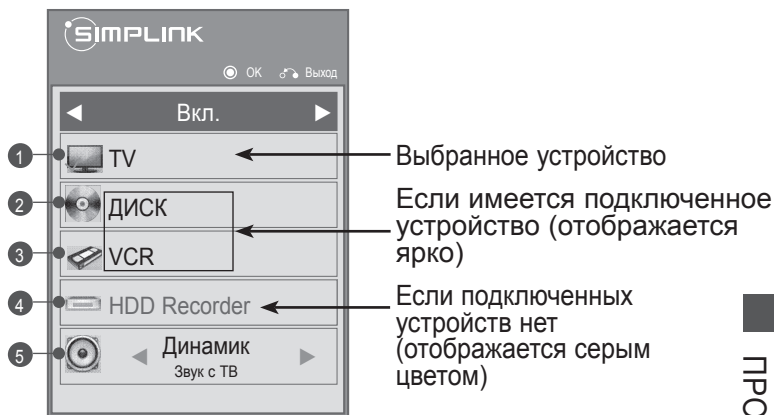 SIMPLINK
OK Выход
Вкл.
1 TV
Выбранное устройство
2 ДИСК
3 VCR
Если имеется подключенное
устройство (отображается
ярко)
4 HDD Recorder
Если подключенных
устройств нет
(отображается серым
цветом)
5 Динамик
Звук с ТВ
ПРО